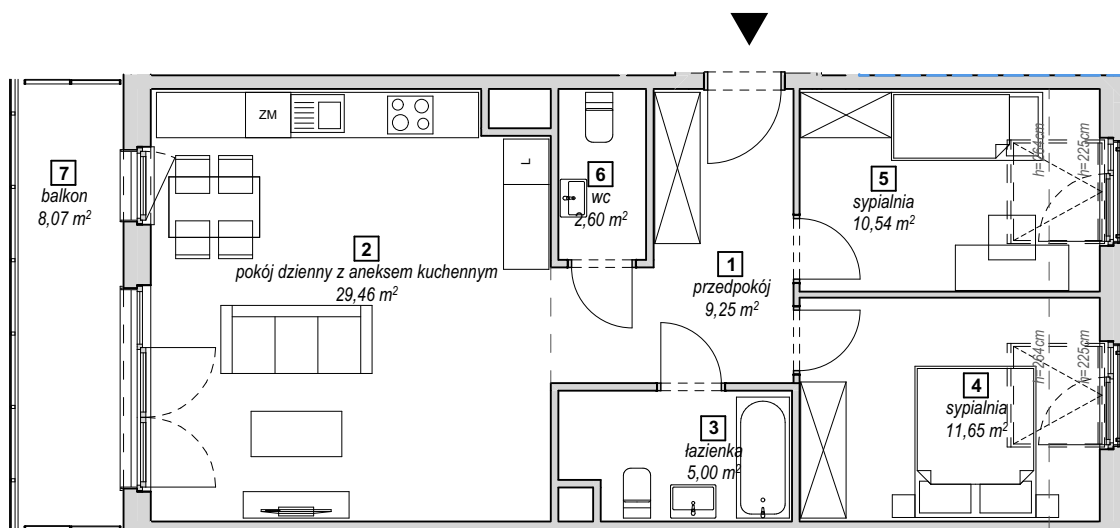 ZM
L
7
balkon
8,07 m²
2
pokój dzienny z aneksem kuchennym
29,46 m²
6
wc
2,60 m²
1
przedpokój
9,25 m²
5
sypialnia
10,54 m²
h=264cm
h=225cm
4
sypialnia
11,65 m²
h=264cm
h=225cm
3
łazienka
5,00 m²